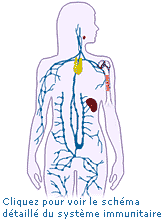 Cliquez pour voir le schéma
détaillé du système immunitaire.